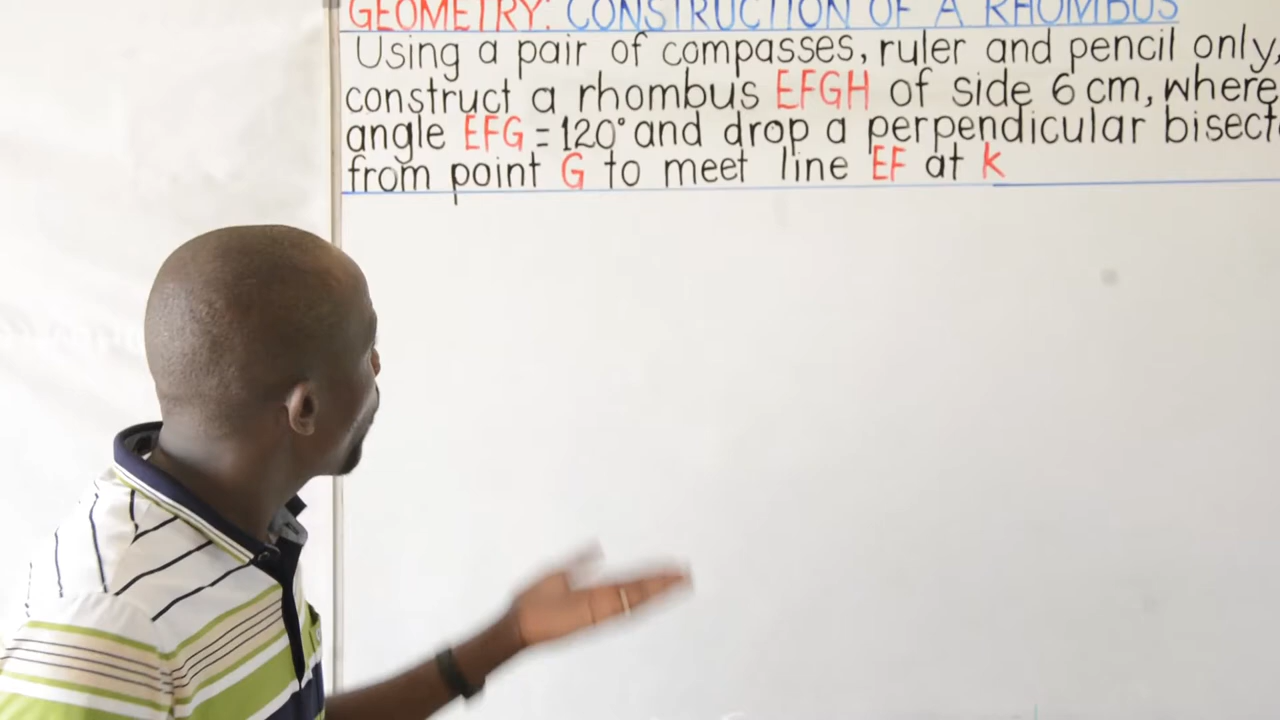 GEOMETRY: CONSTRUCTION OF A RHOMBUS
Using a pair of compasses, ruler and pencil only,
construct a rhombus EFGH of side 6 cm, where
angle EFG = 120° and drop a perpendicular bisect
from point G to meet line EF at k